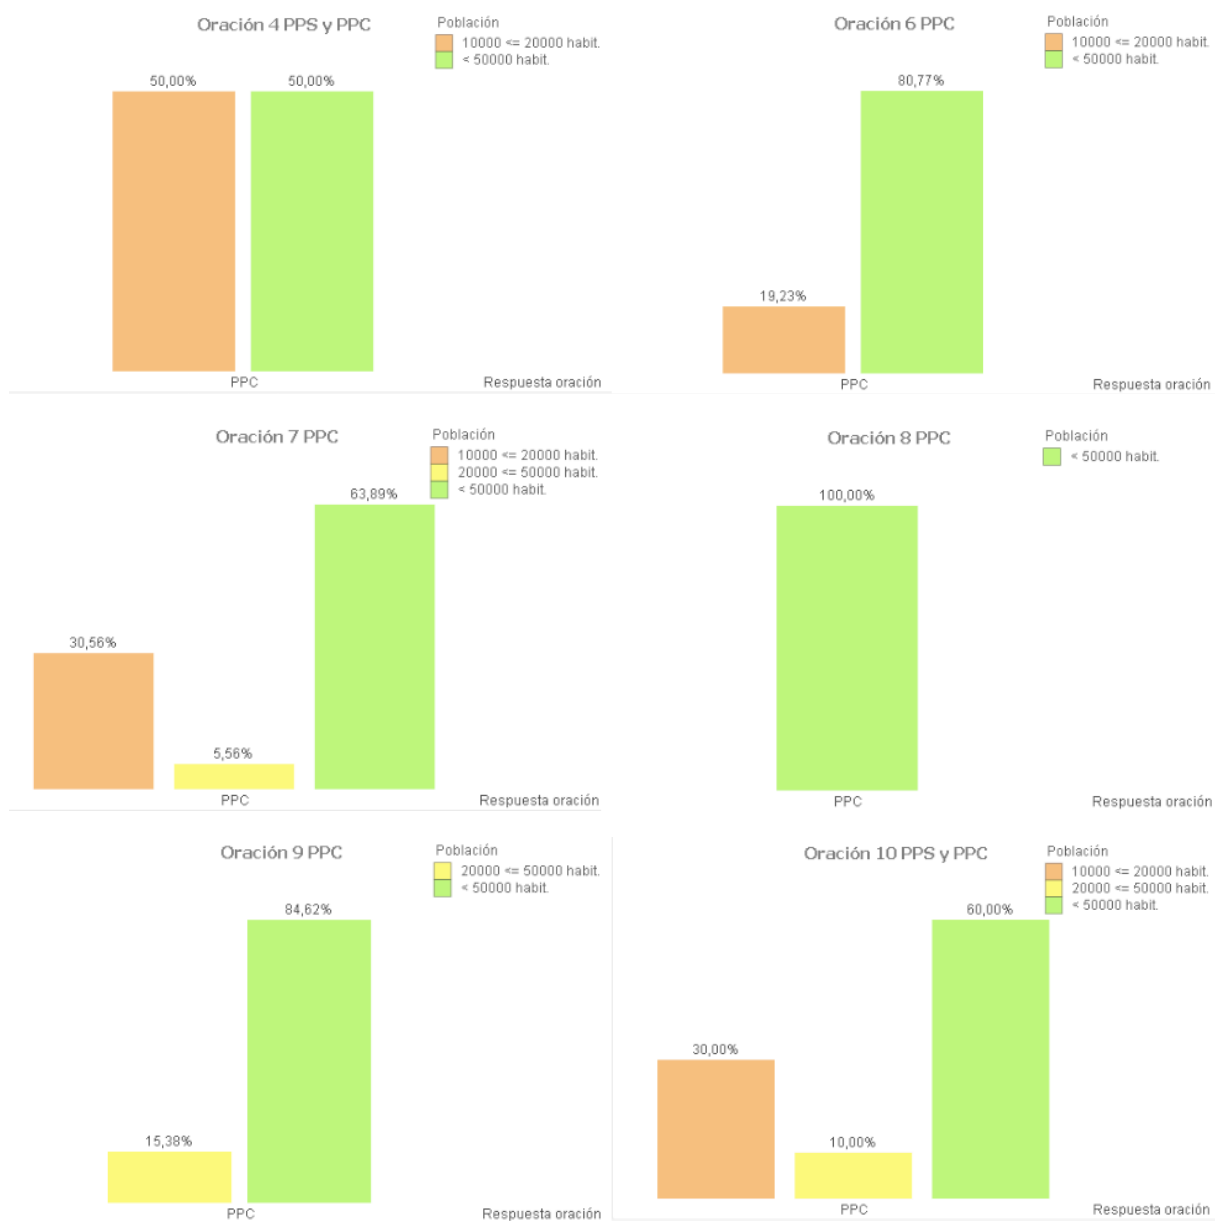 Oración 4 PPS y PPC
Población
10000 <= 20000 habit.
< 50000 habit.
50,00%
50,00%
PPC
Respuesta oración
Oración 6 PPC
Población
10000 <= 20000 habit.
< 50000 habit.
80,77%
19,23%
PPC
Respuesta oración
Oración 7 PPC
Población
10000 <= 20000 habit.
20000 <= 50000 habit.
< 50000 habit.
63,89%
30,56%
5,56%
PPC
Respuesta oración
Oración 8 PPC
Población
< 50000 habit.
100,00%
PPC
Respuesta oración
Oración 9 PPC
Población
20000 <= 50000 habit.
< 50000 habit.
84,62%
15,38%
PPC
Respuesta oración
Oración 10 PPS y PPC
Población
10000 <= 20000 habit.
20000 <= 50000 habit.
< 50000 habit.
60,00%
30,00%
10,00%
PPC
Respuesta oración